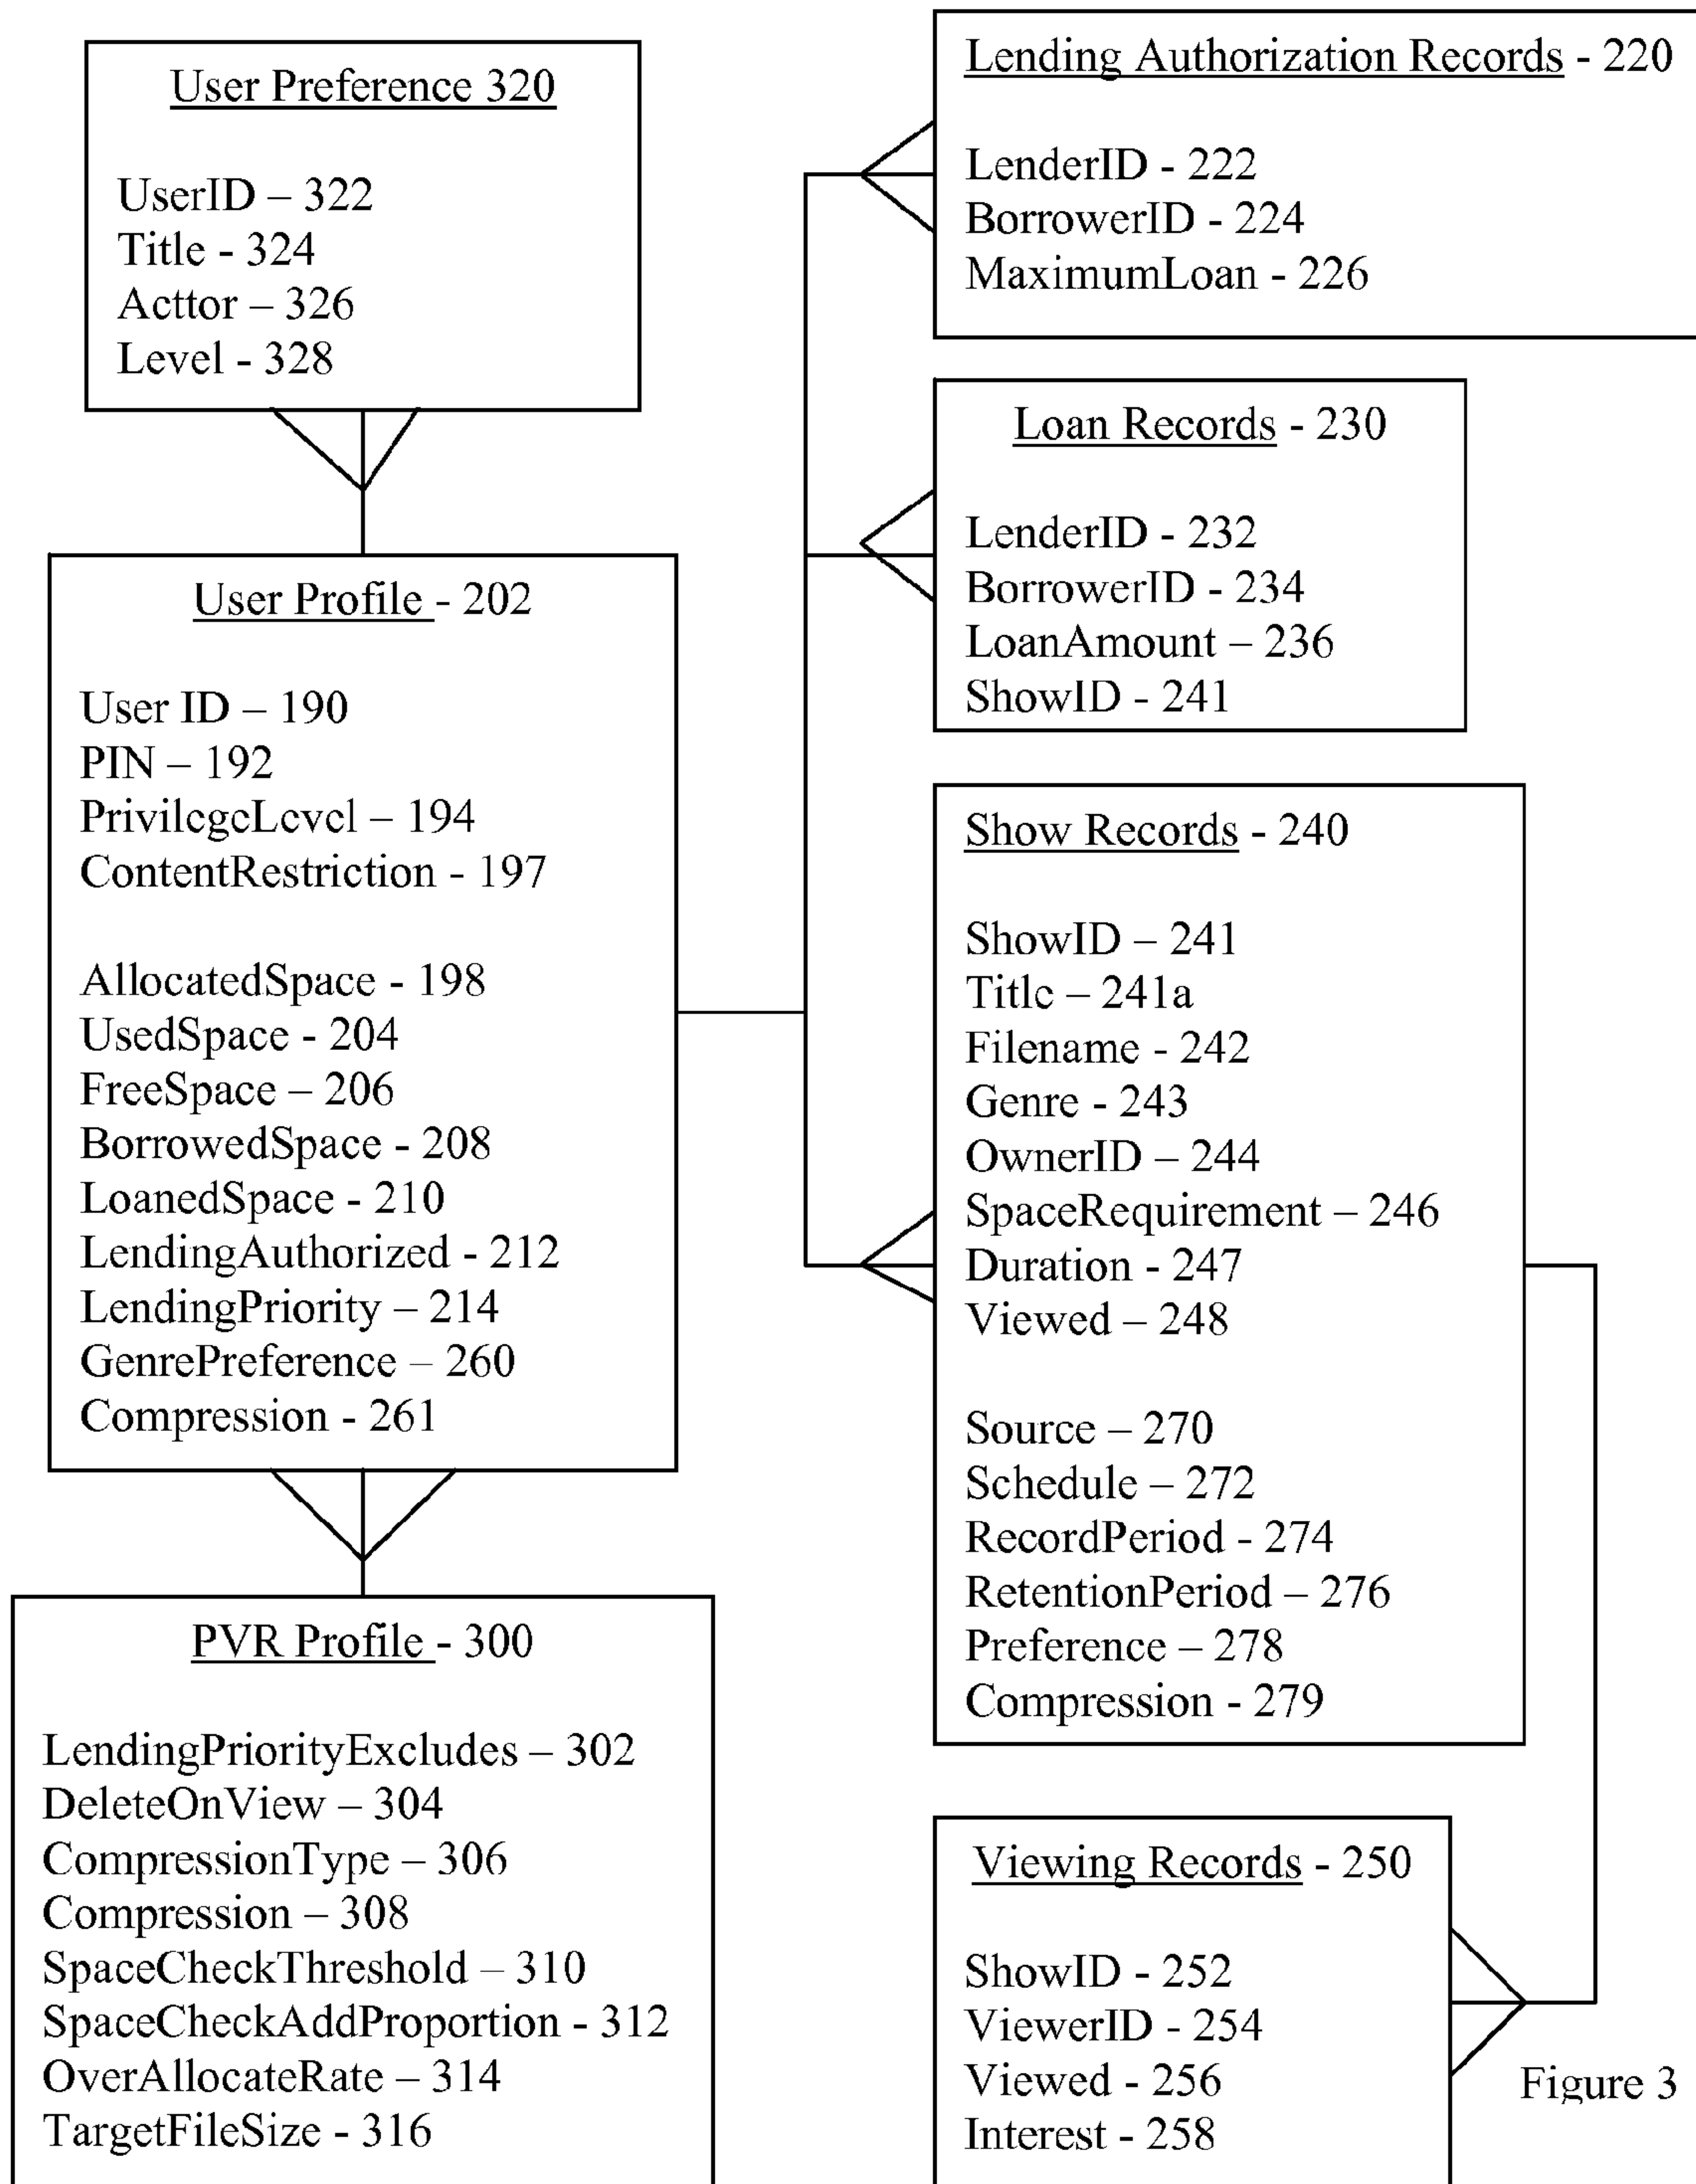 User Preference 320
UserID – 322
Title - 324
Acttor – 326
Level - 328
User Profile - 202
User ID – 190
PIN – 192
PrivilegeLevel – 194
ContentRestriction - 197
AllocatedSpace - 198
UsedSpace - 204
FreeSpace – 206
BorrowedSpace - 208
LoanedSpace - 210
LendingAuthorized - 212
LendingPriority – 214
GenrePreference – 260
Compression - 261
PVR Profile - 300
LendingPriorityExcludes – 302
DeleteOnView – 304
CompressionType – 306
Compression – 308
SpaceCheckThreshold – 310
SpaceCheckAddProportion - 312
OverAllocateRate – 314
TargetFileSize - 316
Lending Authorization Records - 220
LenderID - 222
BorrowerID - 224
MaximumLoan - 226
Loan Records - 230
LenderID - 232
BorrowerID - 234
LoanAmount – 236
ShowID - 241
Show Records - 240
ShowID – 241
Title – 241a
Filename - 242
Genre - 243
OwnerID – 244
SpaceRequirement – 246
Duration - 247
Viewed – 248
Source – 270
Schedule – 272
RecordPeriod - 274
RetentionPeriod – 276
Preference – 278
Compression - 279
Viewing Records - 250
ShowID - 252
ViewerID - 254
Viewed - 256
Interest - 258
Figure 3